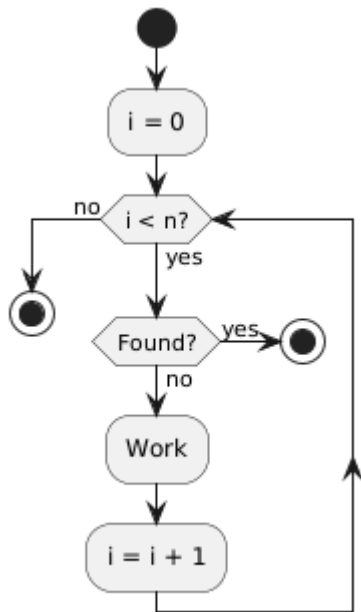 i = 0
no
i < n?
yes
Found?
yes
no
Work
i = i + 1